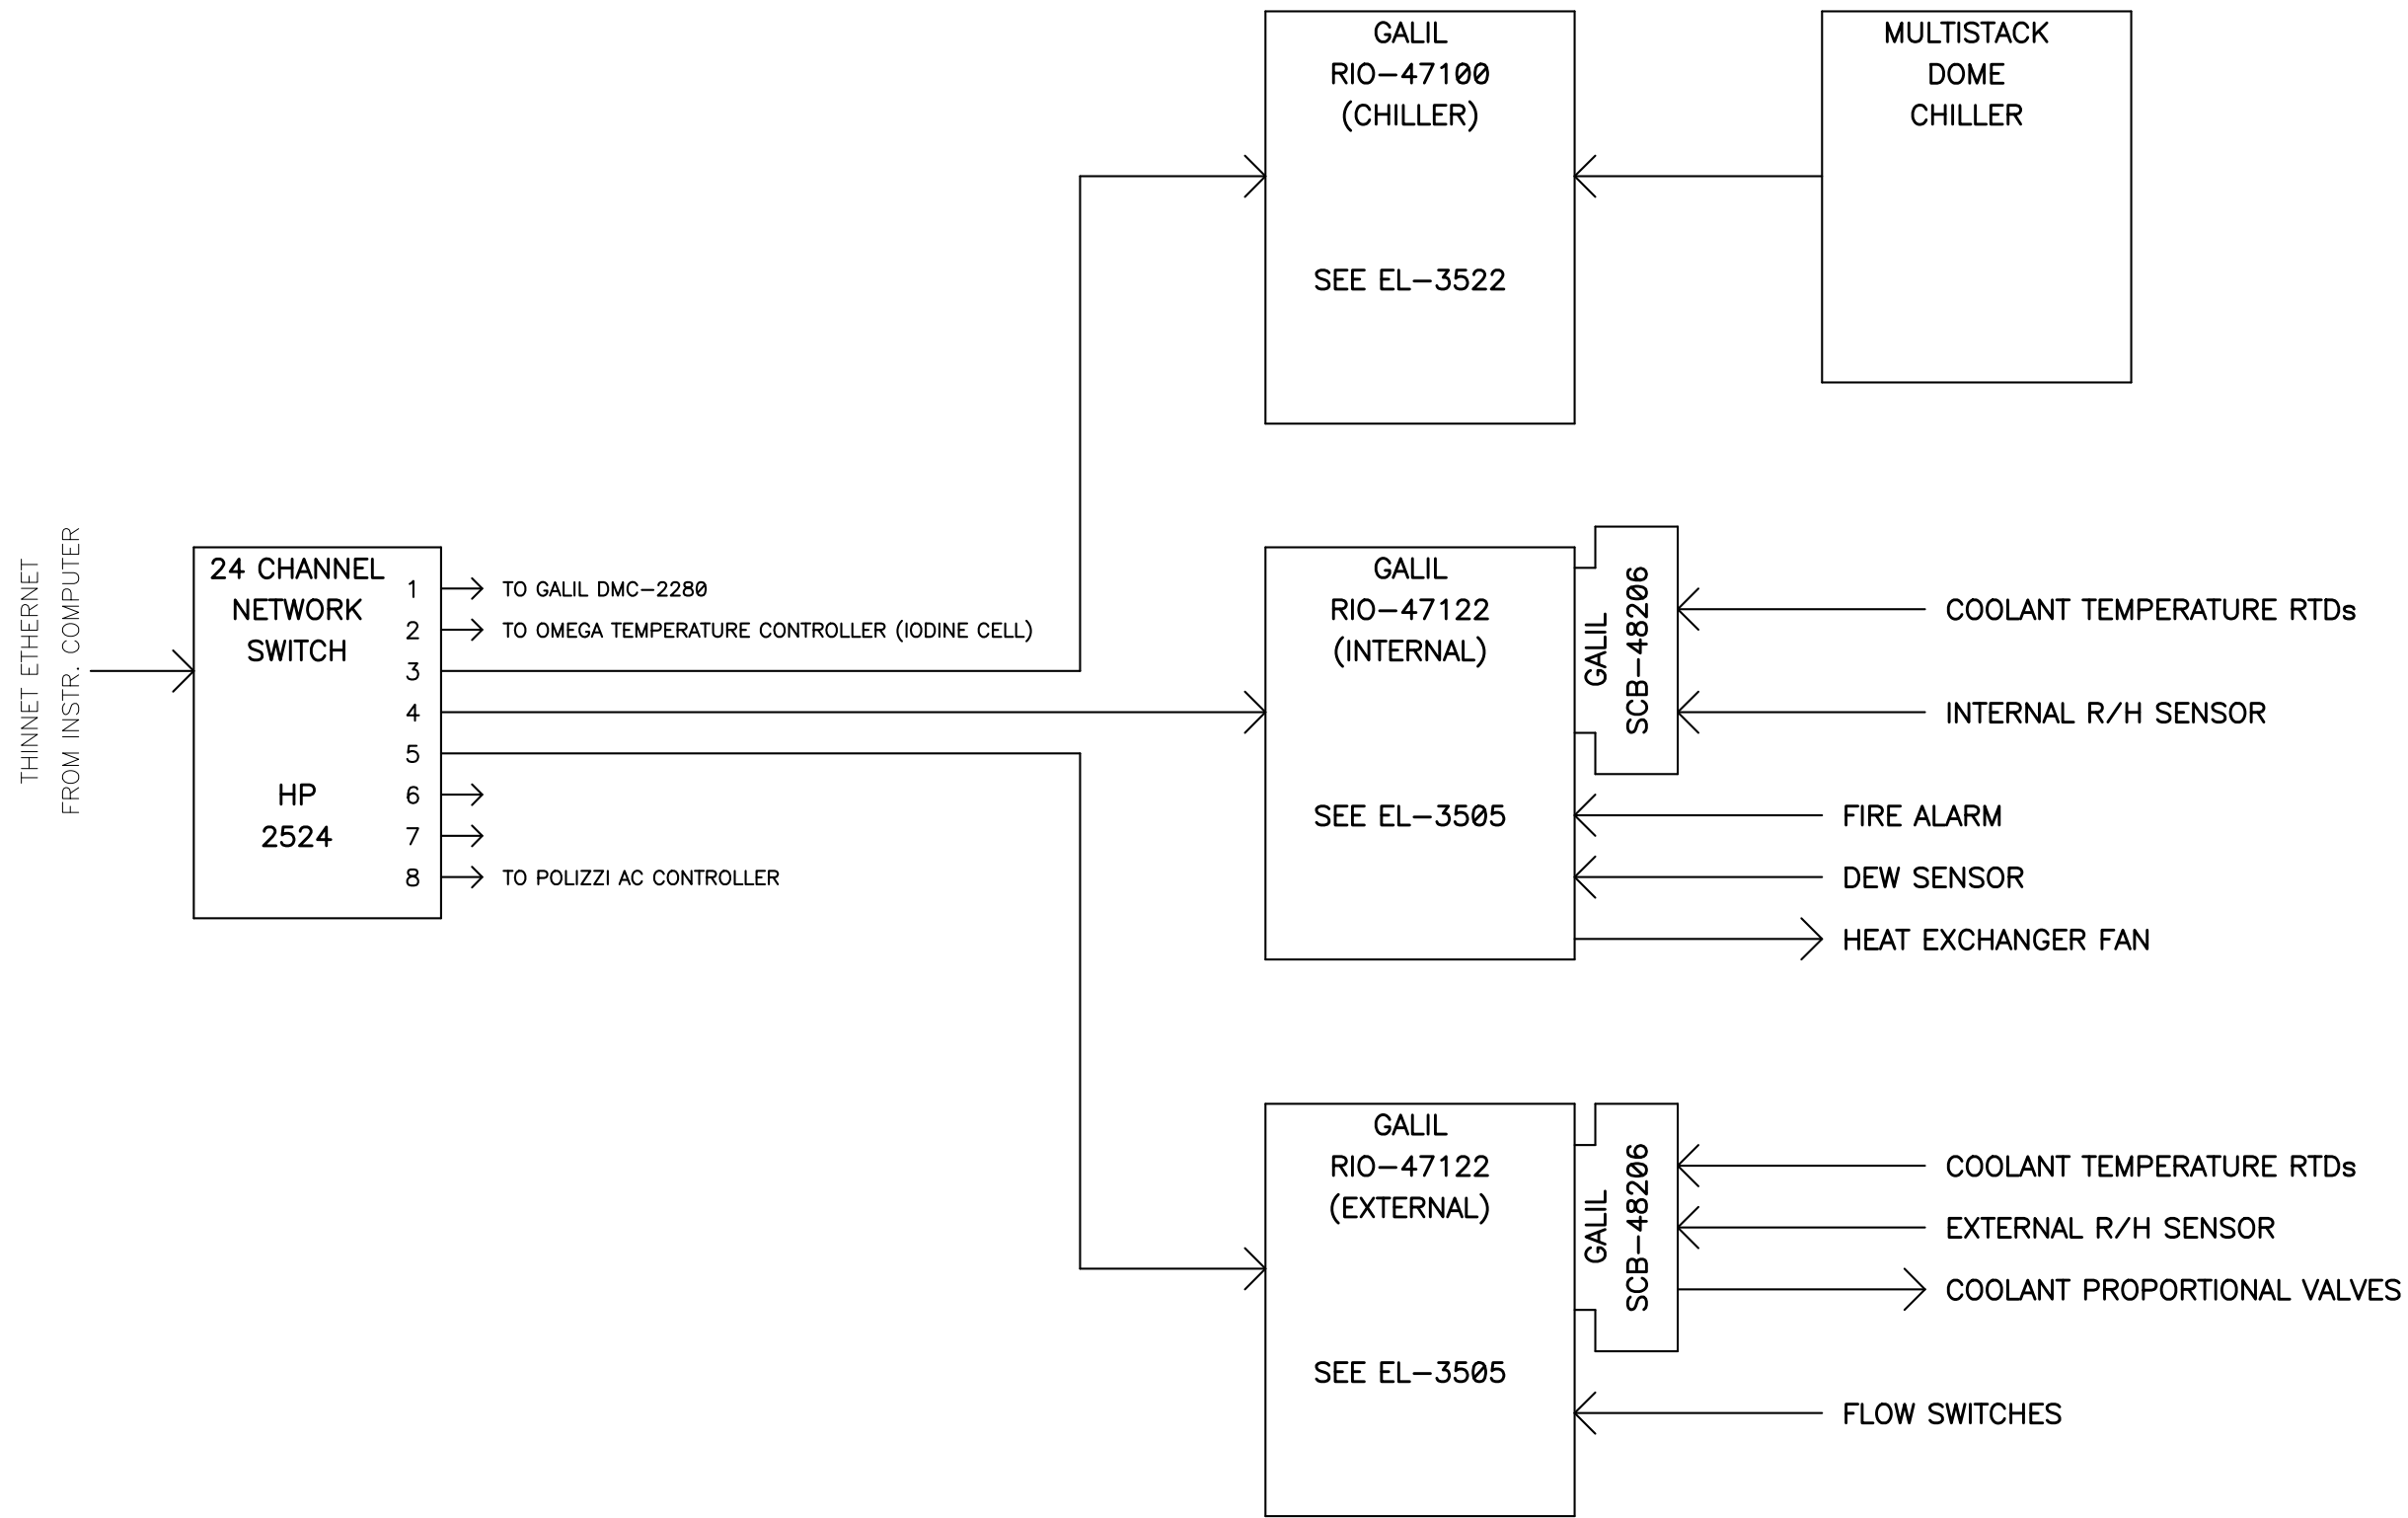 THINNET ETHERNET
FROM INSTR. COMPUTER
24 CHANNEL
NETWORK
SWITCH
HP
2524
1
2
3
4
5
6
7
8
TO GALIL DMC-2280
TO OMEGA TEMPERATURE CONTROLLER (IODINE CELL)
TO POLIZZI AC CONTROLLER
GALIL
RIO-47100
(CHILLER)
SEE EL-3522
MULTISTACK
DOME
CHILLER
GALIL
RIO-47122
(INTERNAL)
SEE EL-3505
GALIL
SCB-48206
COOLANT TEMPERATURE RTDs
INTERNAL R/H SENSOR
FIRE ALARM
DEW SENSOR
HEAT EXCHANGER FAN
GALIL
RIO-47122
(EXTERNAL)
SEE EL-3505
GALIL
SCB-48206
COOLANT TEMPERATURE RTDs
EXTERNAL R/H SENSOR
COOLANT PROPORTIONAL VALVES
FLOW SWITCHES